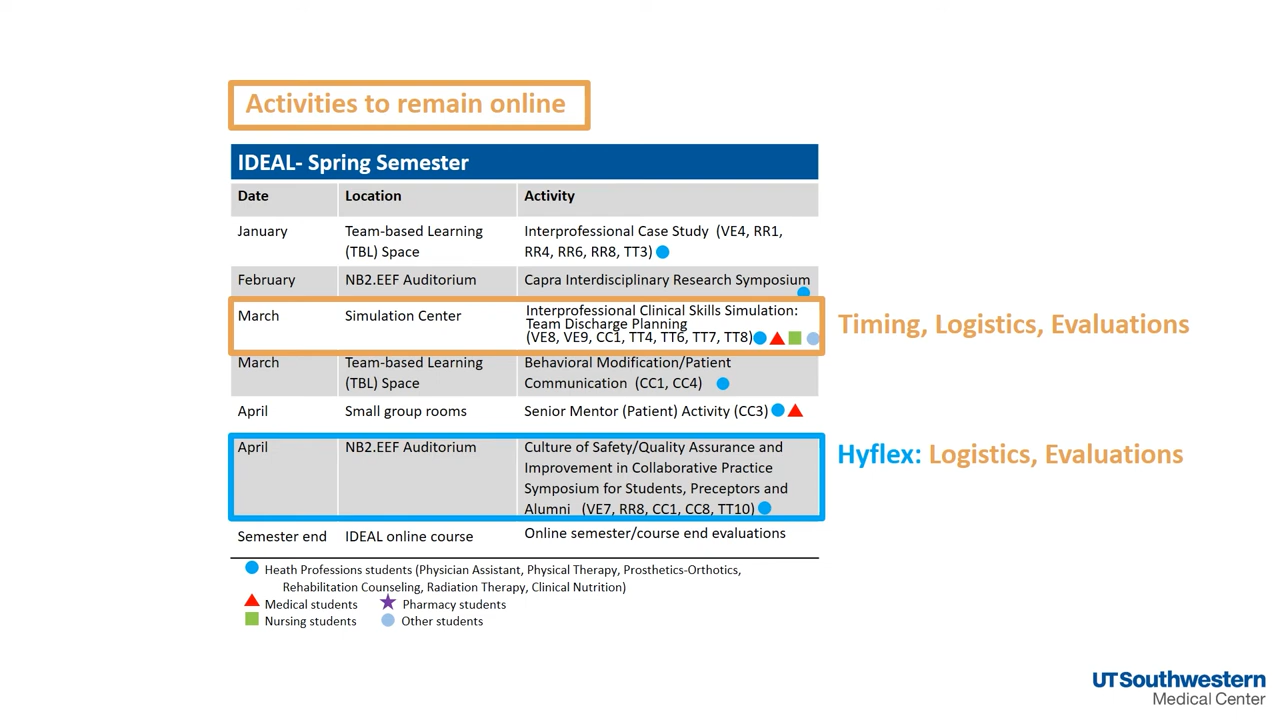 Activities to remain online
IDEAL- Spring Semester
Date Location Activity
January Team-based Learning (TBL) Space Interprofessional Case Study (VE4, RR1,
RR4, RR6, RR8, TT3)
February NB2.EEF Auditorium Capra Interdisciplinary Research Symposium
March Simulation Center Interprofessional Clinical Skills Simulation:
Team Discharge Planning
(VE8, VE9, CC1, TT4, TT6, TT7, TT8)
Timing, Logistics, Evaluations
March Team-based Learning (TBL) Space Behavioral Modification/Patient
Communication (CC1, CC4)
April Small group rooms Senior Mentor (Patient) Activity (CC3)
April NB2.EEF Auditorium Culture of Safety/Quality Assurance and
Improvement in Collaborative Practice
Symposium for Students, Preceptors and
Alumni (VE7, RR8, CC1, CC8, TT10)
Hyflex: Logistics, Evaluations
Semester end IDEAL online course Online semester/course end evaluations
Heath Professions students (Physician Assistant, Physical Therapy, Prosthetics-Orthotics,
Rehabilitation Counseling, Radiation Therapy, Clinical Nutrition)
Medical students Pharmacy students
Nursing students Other students
UTSouthwestern
Medical Center